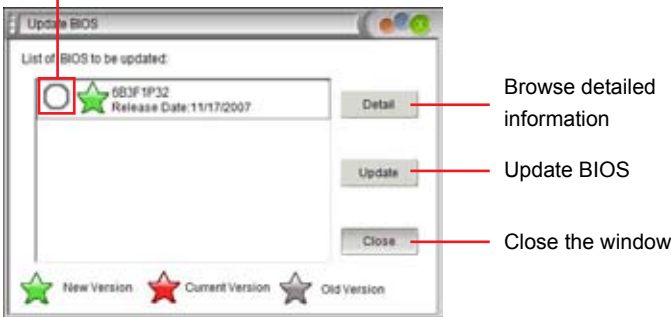 Update BIOS
List of BIOS to be updated:
6B3F1P32
Release Date:11/17/2007
Detail
Browse detailed
information
Update
Update BIOS
Close
Close the window
New Version
Current Version
Old Version